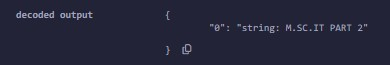 decoded output {
"0": "string: M.SC.IT PART 2"
}